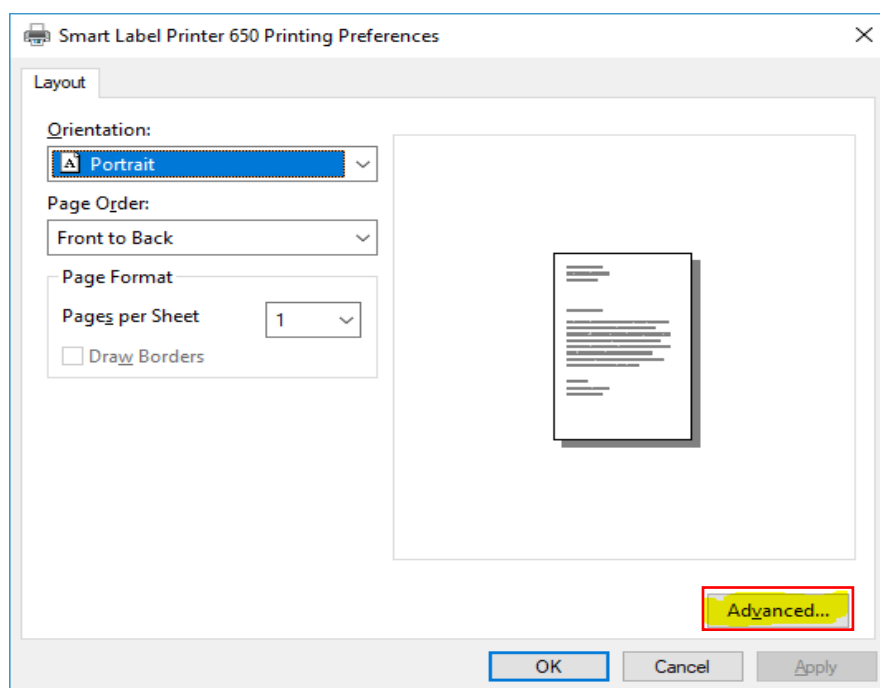 Smart Label Printer 650 Printing Preferences
Layout
Orientation:
Portrait
Page Order:
Front to Back
Page Format
Pages per Sheet 1
Draw Borders
Advanced...
OK Cancel Apply